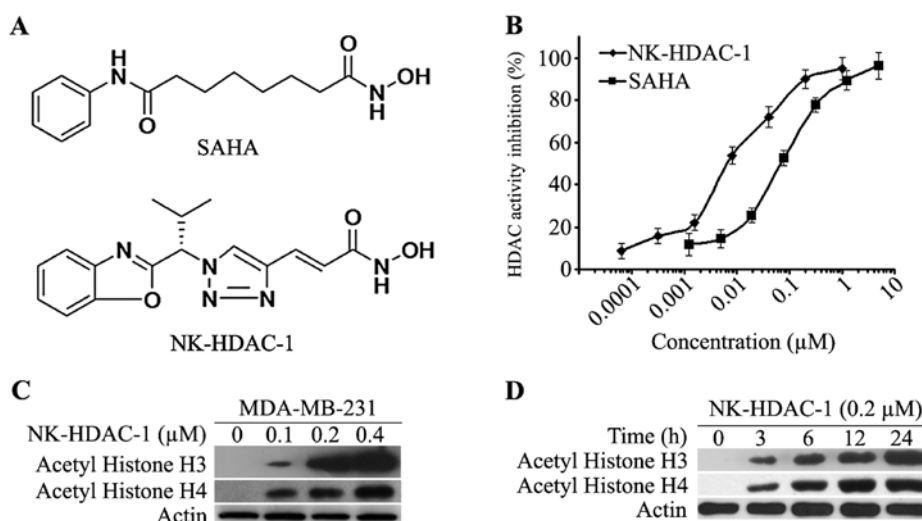 A
O
H
N
O
N
H
OH
SAHA
N
O
N
N
N
O
N
H
OH
NK-HDAC-1
B
HDAC activity inhibition (%)
100
80
60
40
20
0
NK-HDAC-1
SAHA
0.0001
0.001
0.01
0.1
1
10
Concentration (μM)
C
MDA-MB-231
NK-HDAC-1 (μM) 0 0.1 0.2 0.4
Acetyl Histone H3
Acetyl Histone H4
Actin
D
NK-HDAC-1 (0.2 μM)
Time (h) 0 3 6 12 24
Acetyl Histone H3
Acetyl Histone H4
Actin